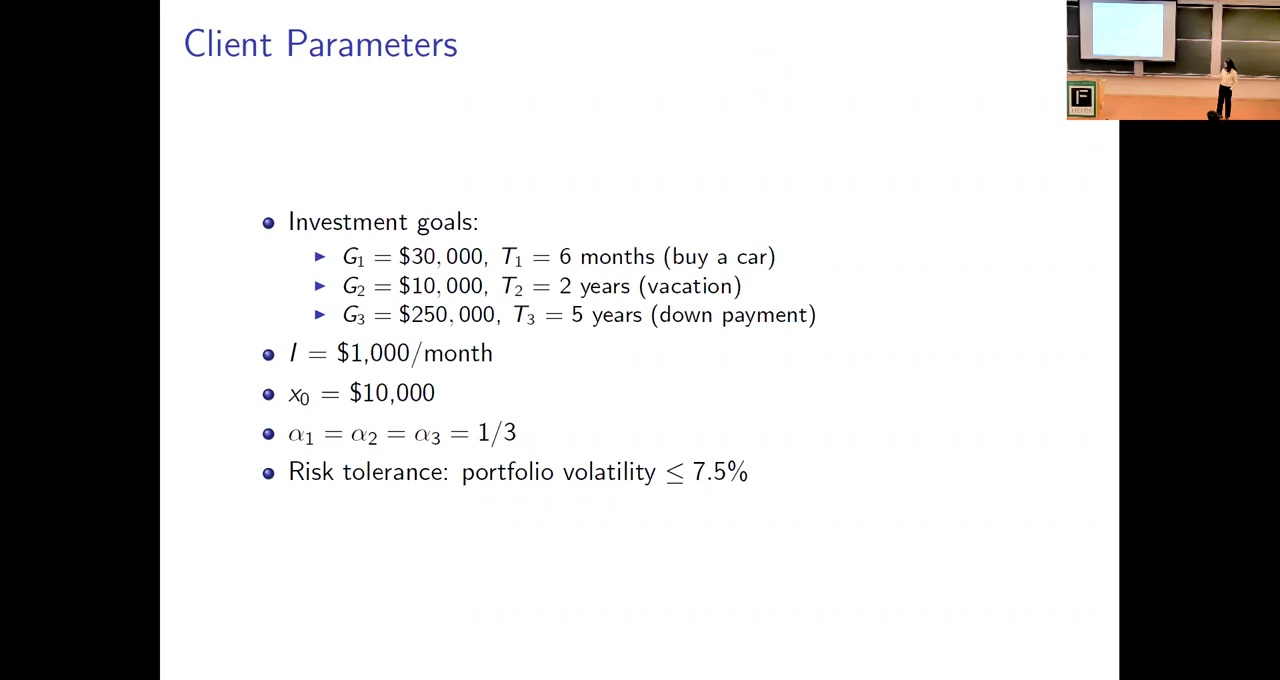 Client Parameters
Investment goals:
G₁ = $30,000, T₁ = 6 months (buy a car)
G₂ = $10,000, T₂ = 2 years (vacation)
G₃ = $250,000, T₃ = 5 years (down payment)
I = $1,000/month
x₀ = $10,000
α₁ = α₂ = α₃ = 1/3
Risk tolerance: portfolio volatility ≤ 7.5%
F
FIELDS